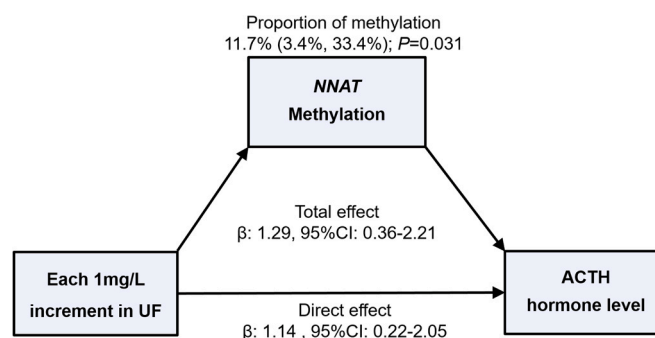 Proportion of methylation
11.7% (3.4%, 33.4%); P=0.031
NNAT
Methylation
Total effect
β: 1.29, 95%CI: 0.36-2.21
Each 1mg/L
increment in UF
ACTH
hormone level
Direct effect
β: 1.14 , 95%CI: 0.22-2.05